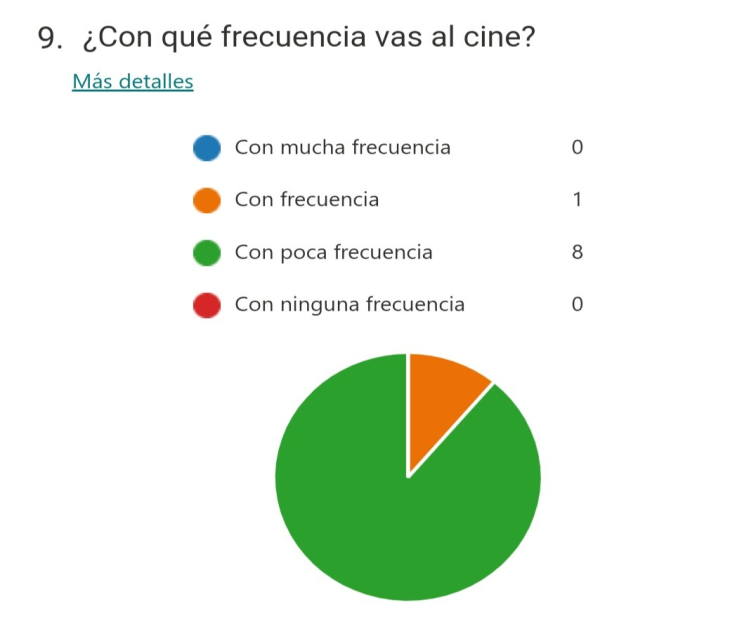 9. ¿Con qué frecuencia vas al cine?
Más detalles
Con mucha frecuencia 0
Con frecuencia 1
Con poca frecuencia 8
Con ninguna frecuencia 0